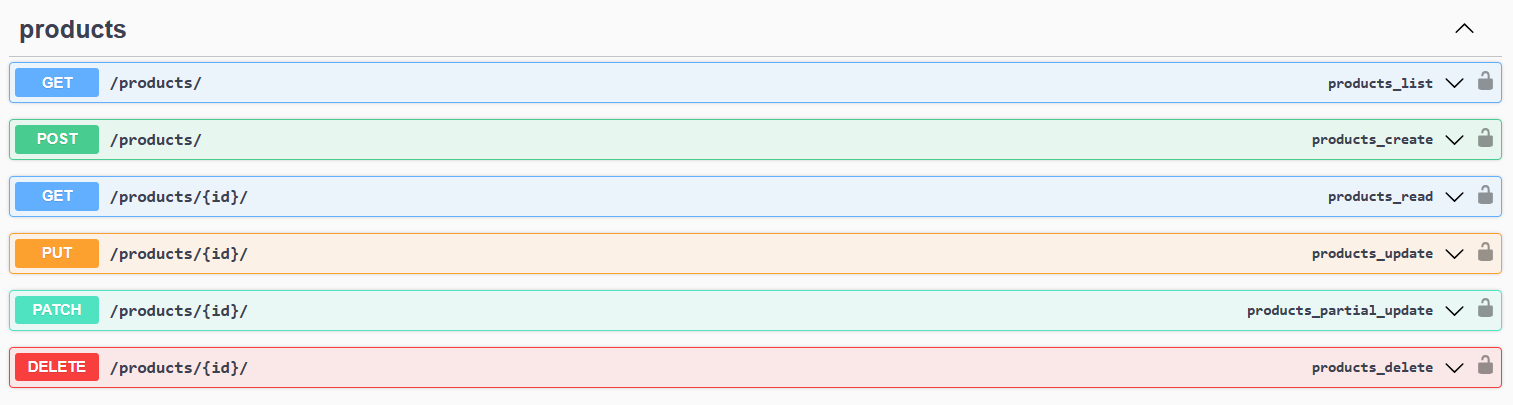 products
GET /products/ products_list
POST /products/ products_create
GET /products/{id}/ products_read
PUT /products/{id}/ products_update
PATCH /products/{id}/ products_partial_update
DELETE /products/{id}/ products_delete